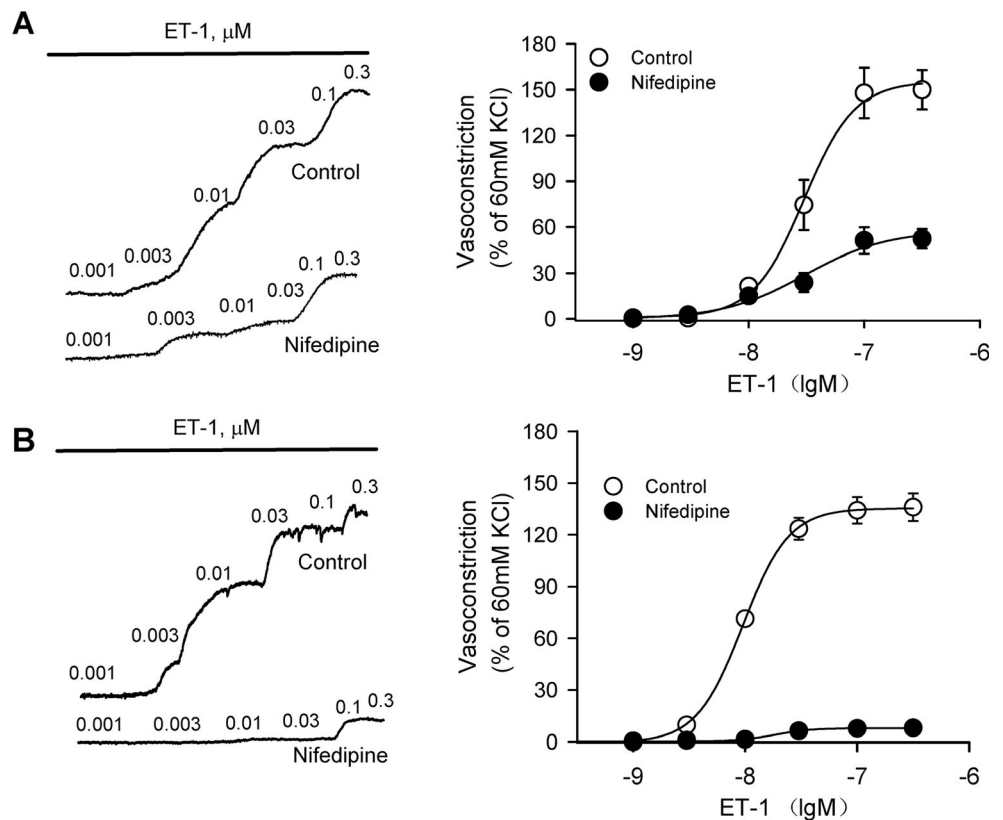 A
ET-1, μM
0.3
0.1
0.03
Control
0.01
0.003
0.001
0.3
0.1
0.03
0.01
0.003
0.001
Nifedipine
180
150
120
90
60
30
0
Vasoconstriction
(% of 60mM KCl)
Control
Nifedipine
-9
-8
-7
-6
ET-1（lgM）
B
ET-1, μM
0.3
0.1
0.03
Control
0.01
0.003
0.001
0.3
0.1
0.03
0.01
0.003
0.001
Nifedipine
180
150
120
90
60
30
0
Vasoconstriction
(% of 60mM KCl)
Control
Nifedipine
-9
-8
-7
-6
ET-1 （lgM）